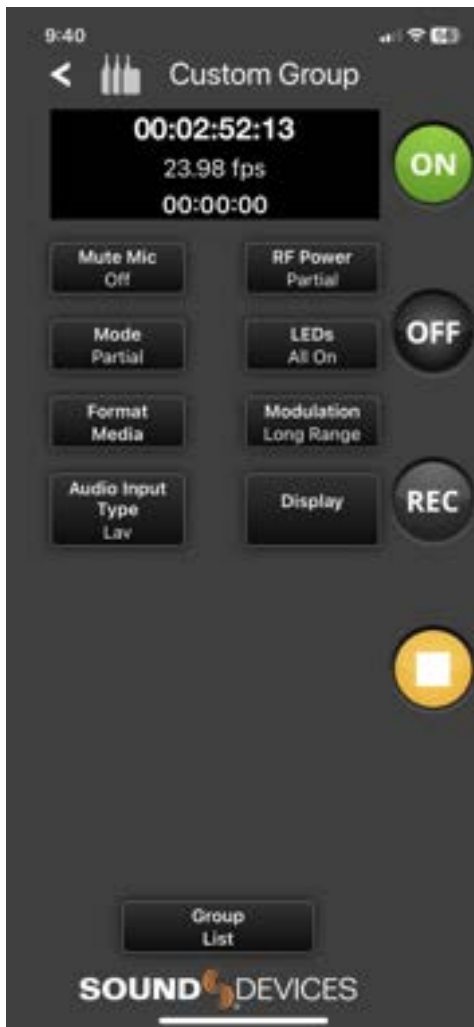 9:40
Custom Group
00:02:52:13
23.98 fps
00:00:00
ON
Mute Mic
Off
RF Power
Partial
Mode
Partial
LEDs
All On
OFF
Format
Media
Modulation
Long Range
Audio Input
Type
Lav
Display
REC
Group
List
SOUND DEVICES